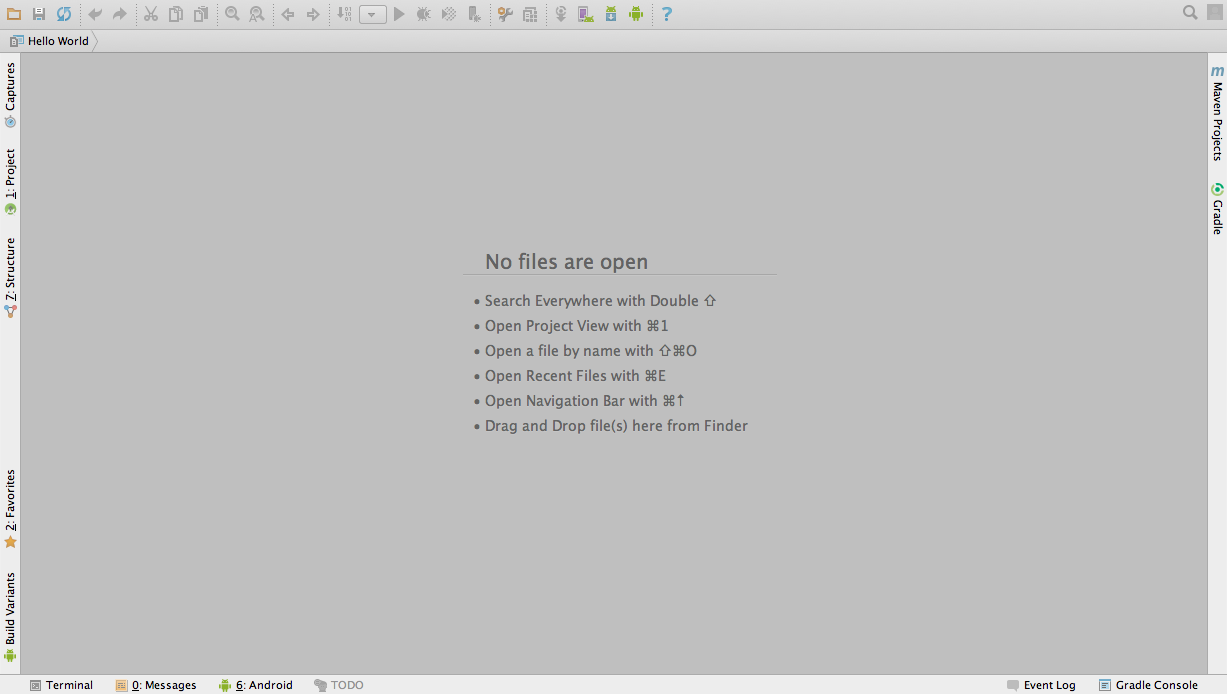 Hello World
Captures
1: Project
7: Structure
2: Favorites
Build Variants
No files are open
• Search Everywhere with Double ⇧
• Open Project View with ⌘1
• Open a file by name with ⇧⌘O
• Open Recent Files with ⌘E
• Open Navigation Bar with ⌘↑
• Drag and Drop file(s) here from Finder
m Maven Projects
Gradle
Terminal 0: Messages 6: Android TODO Event Log Gradle Console